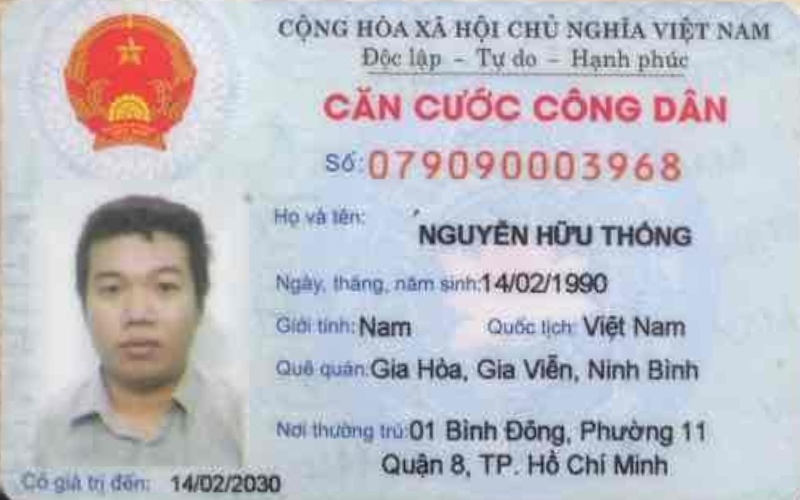 CỘNG HÒA XÃ HỘI CHỦ NGHĨA VIỆT NAM
Độc lập - Tự do - Hạnh phúc
CĂN CƯỚC CÔNG DÂN
Số: 079090003968
Họ và tên:
NGUYỄN HỮU THÔNG
Ngày, tháng, năm sinh: 14/02/1990
Giới tính: Nam Quốc tịch: Việt Nam
Quê quán: Gia Hòa, Gia Viễn, Ninh Bình
Nơi thường trú: 01 Bình Đông, Phường 11
Quận 8, TP. Hồ Chí Minh
Có giá trị đến: 14/02/2030